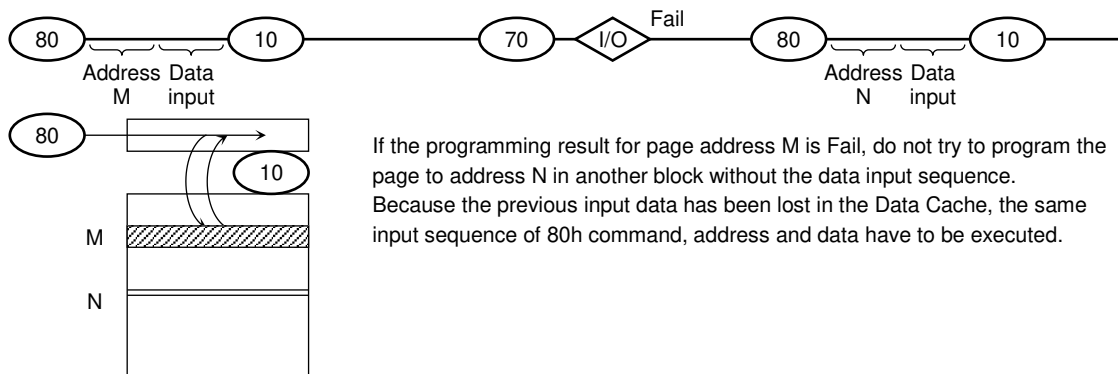 Fail
80 10 70 I/O 80 10
Address Data Address Data
M input N input
80
If the programming result for page address M is Fail, do not try to program the
10
page to address N in another block without the data input sequence.
Because the previous input data has been lost in the Data Cache, the same
M
input sequence of 80h command, address and data have to be executed.
N